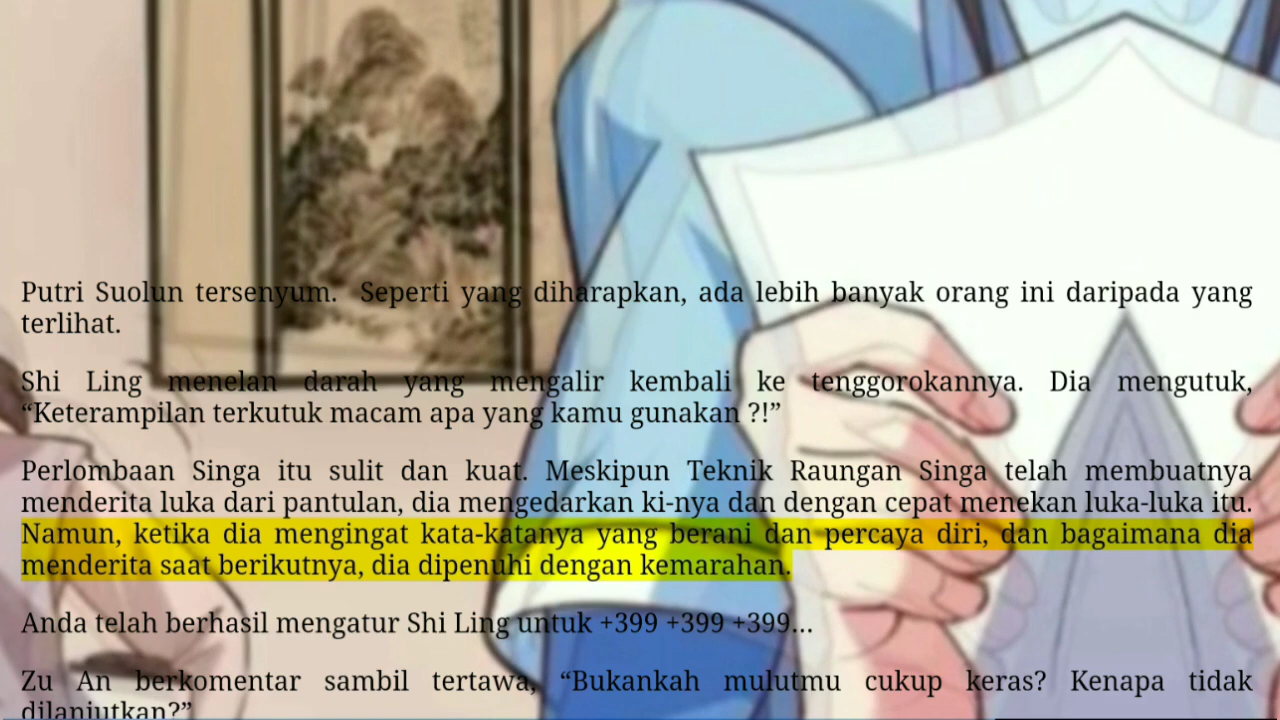 Putri Suolun tersenyum.  Seperti yang diharapkan, ada lebih banyak orang ini daripada yang
terlihat.
Shi Ling menelan darah yang mengalir kembali ke tenggorokannya. Dia mengutuk,
“Keterampilan terkutuk macam apa yang kamu gunakan ?!”
Perlombaan Singa itu sulit dan kuat. Meskipun Teknik Raungan Singa telah membuatnya
menderita luka dari pantulan, dia mengedarkan ki-nya dan dengan cepat menekan luka-luka itu.
Namun, ketika dia mengingat kata-katanya yang berani dan percaya diri, dan bagaimana dia
menderita saat berikutnya, dia dipenuhi dengan kemarahan.
Anda telah berhasil mengatur Shi Ling untuk +399 +399 +399…
Zu An berkomentar sambil tertawa, “Bukankah mulutmu cukup keras? Kenapa tidak
dilanjutkan?”